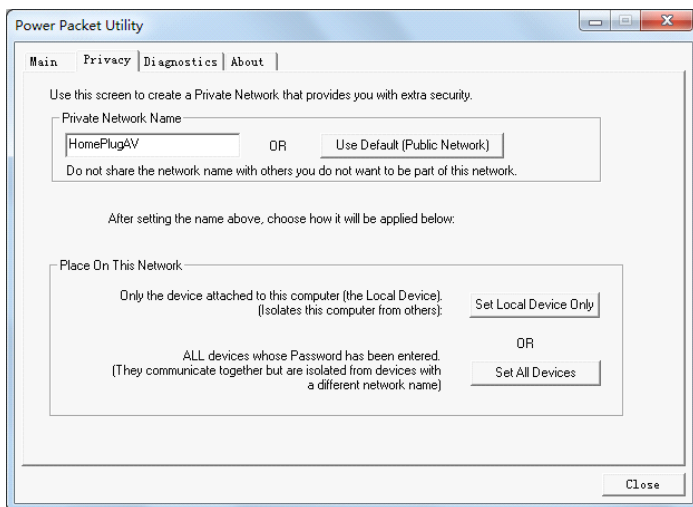 Power Packet Utility
Main Privacy Diagnostics About
Use this screen to create a Private Network that provides you with extra security.
Private Network Name
HomePlugAV OR Use Default (Public Network)
Do not share the network name with others you do not want to be part of this network.
After setting the name above, choose how it will be applied below:
Place On This Network
Only the device attached to this computer (the Local Device).
(Isolates this computer from others): Set Local Device Only
OR
ALL devices whose Password has been entered.
(They communicate together but are isolated from devices with
a different network name) Set All Devices
Close